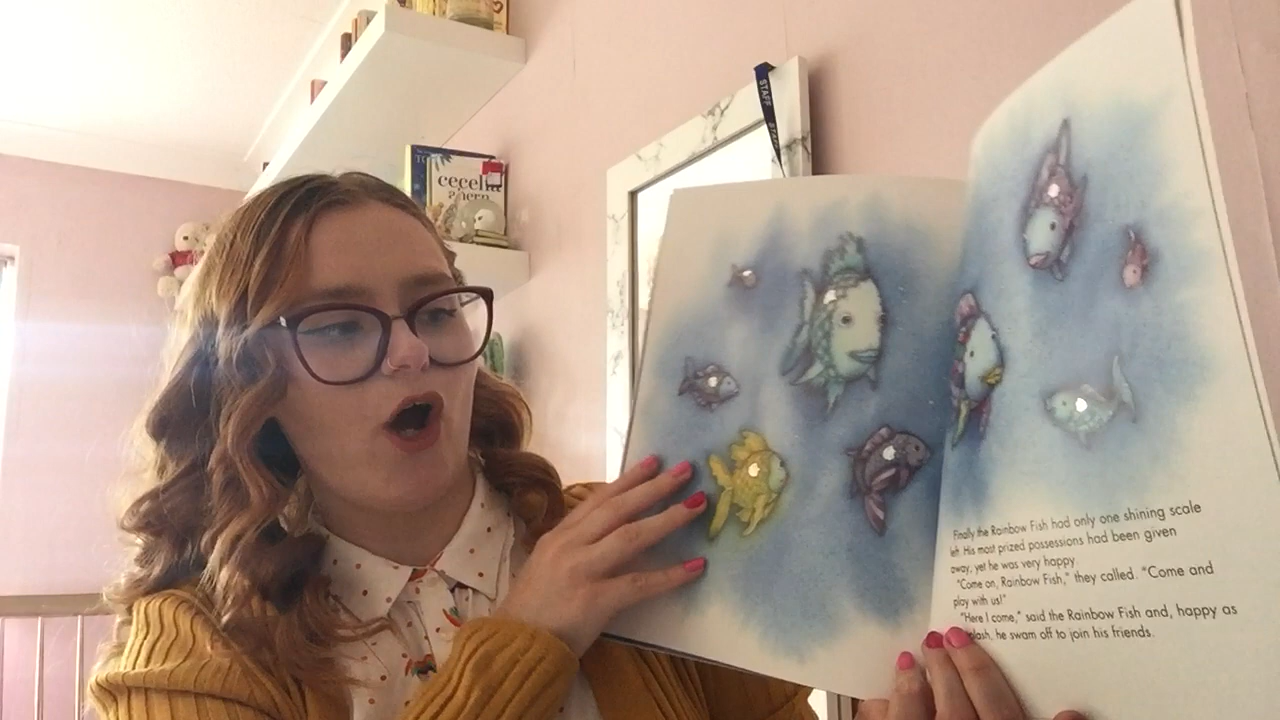 STAFF
cecelia
ahern
Finally the Rainbow Fish had only one shining scale
left. His most prized possessions had been given
away, yet he was very happy.
"Come on, Rainbow Fish," they called. "Come and
play with us!"
"Here I come," said the Rainbow Fish and, happy as
he swam off to join his friends.